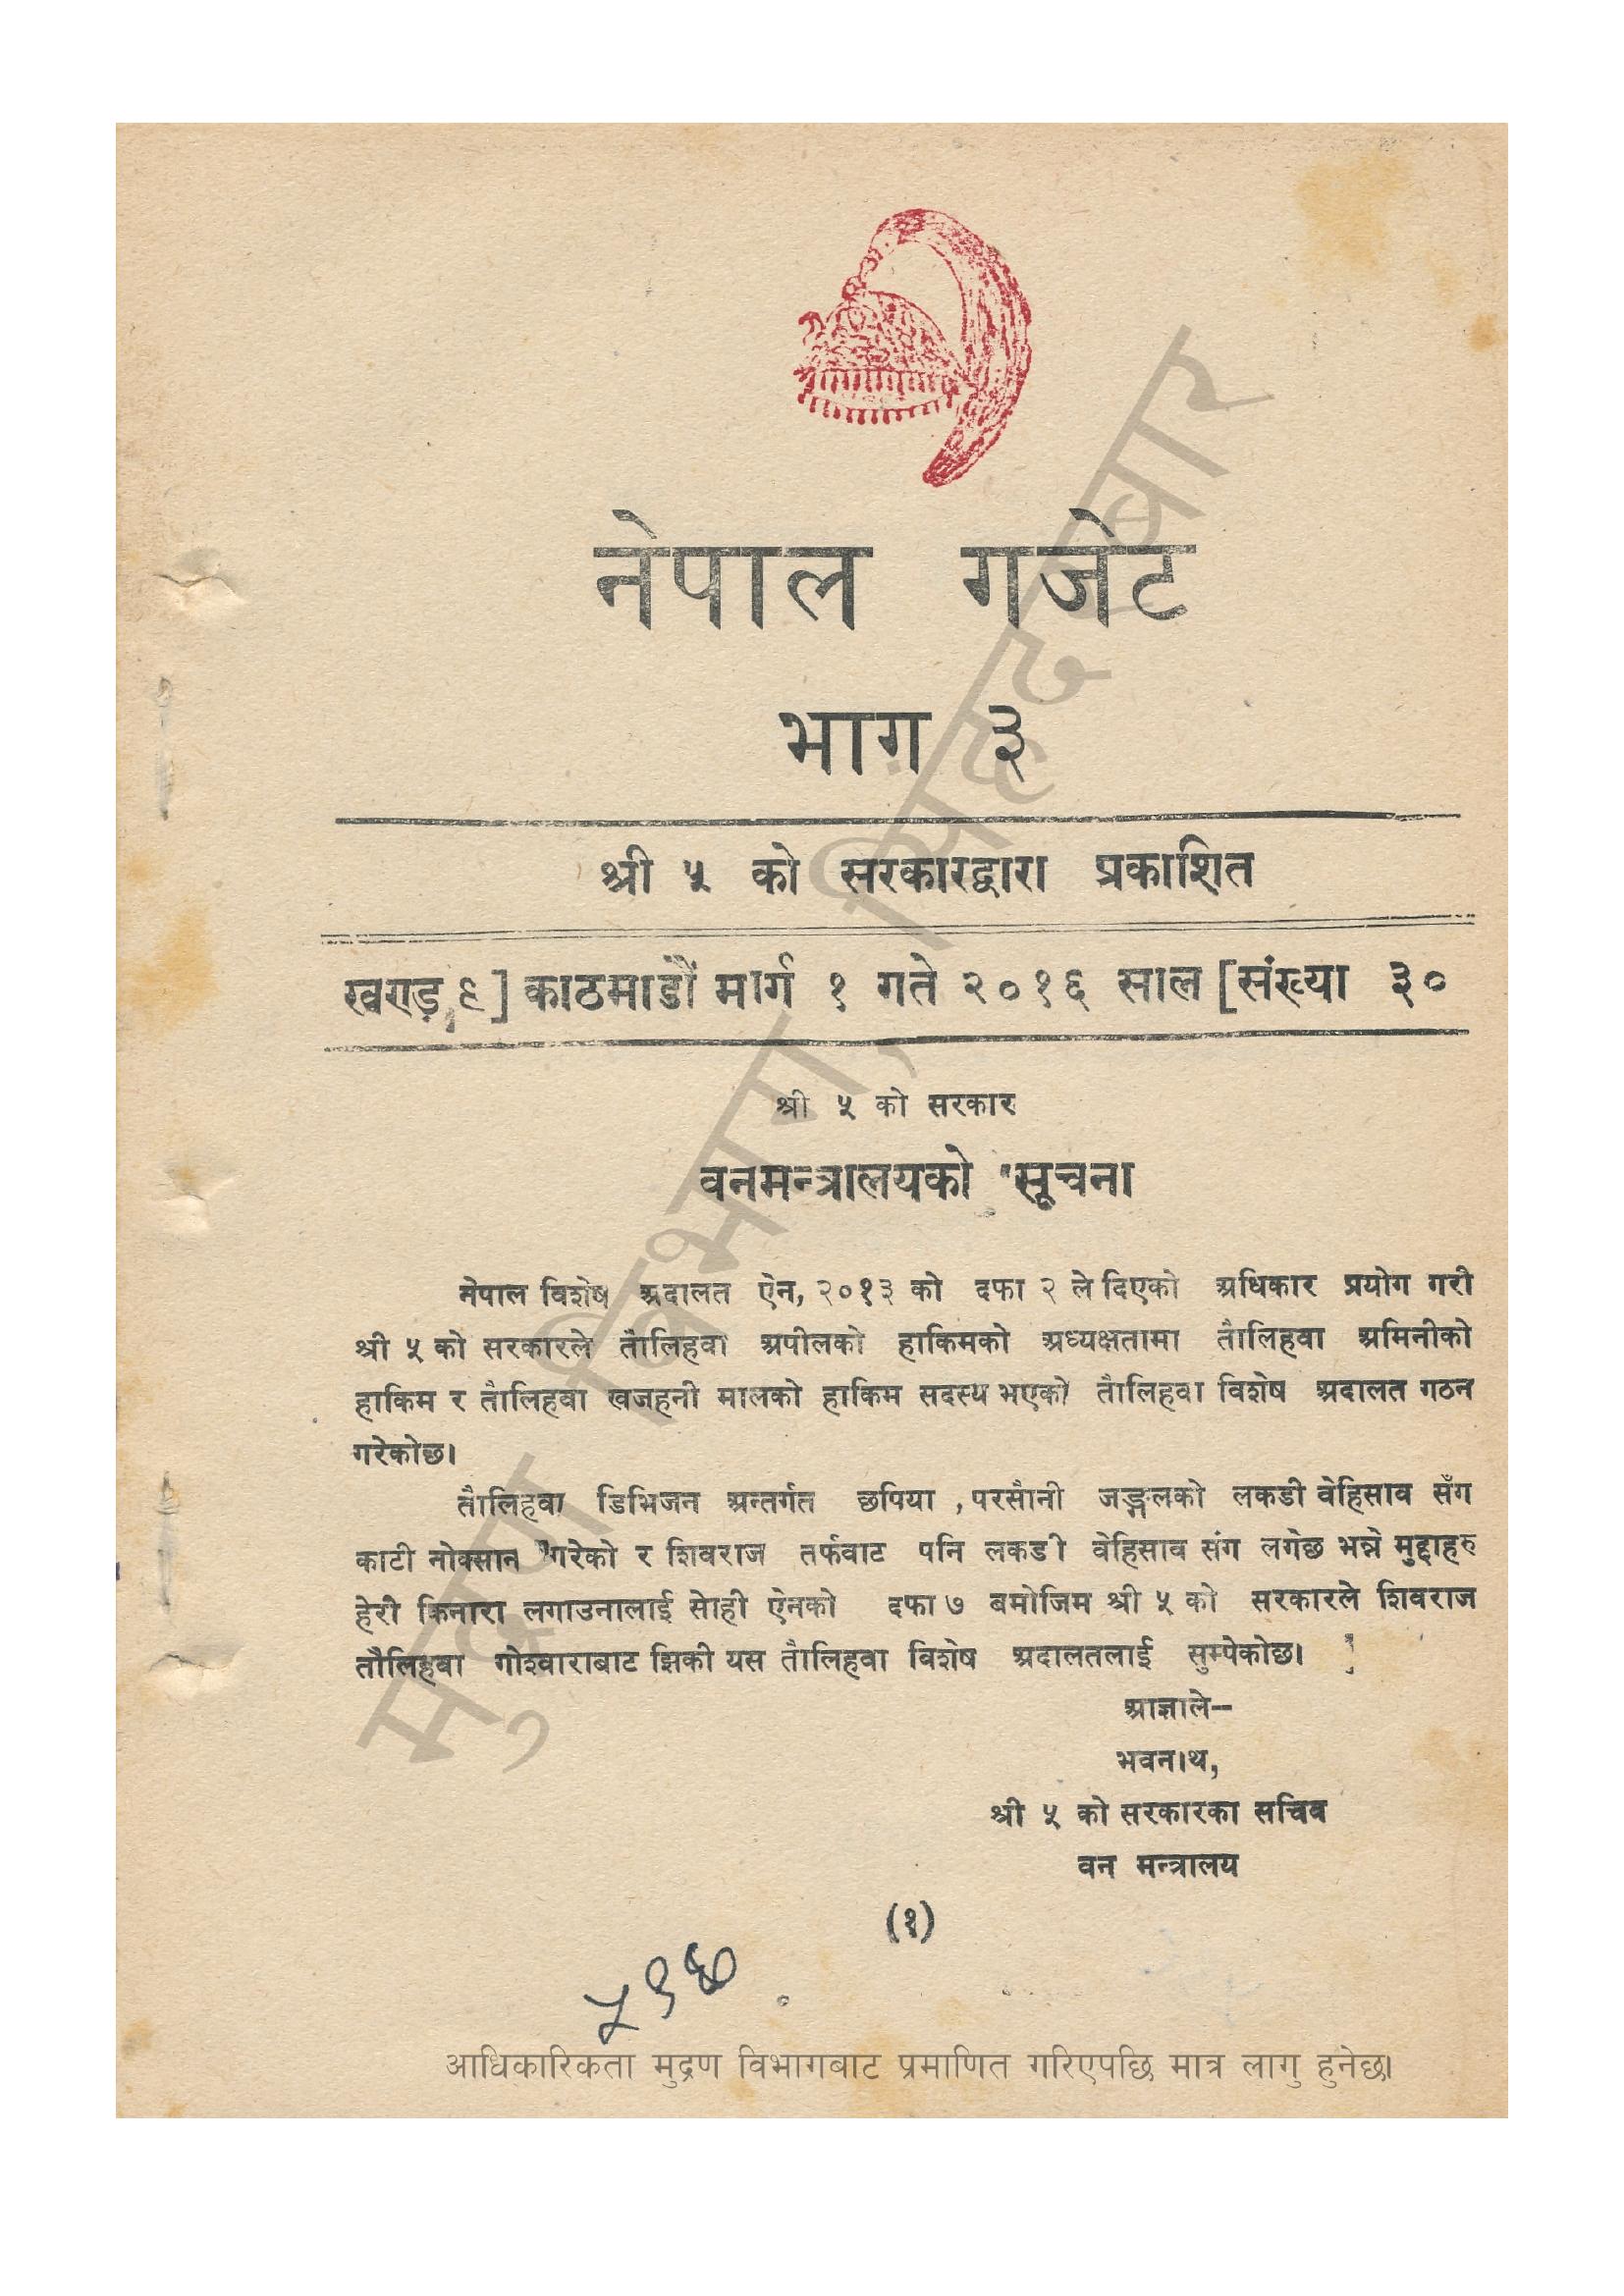 नेपाल गजेट
भाग ३
श्री ५ को सरकारद्वारा प्रकाशित
खण्ड ९] काठमाडौं मार्ग १ गते २०१६ साल [संख्या ३०
श्री ५ को सरकार
वनमन्त्रालयको सूचना
नेपाल विशेष अदालत ऐन, २०१३ को दफा २ ले दिएको अधिकार प्रयोग गरी
श्री ५ को सरकारले तौलिहवा अपीलको हाकिमको अध्यक्षतामा तौलिहवा अमिनीको
हाकिम र तौलिहवा खजहनी मालको हाकिम सदस्य भएको तौलिहवा विशेष अदालत गठन
गरेकोछ।
तौलिहवा डिभिजन अन्तर्गत छपिया ,परसौनी जङ्गलको लकडी वेहिसाव सँग
काटी नोक्सान गरेको र शिवराज तर्फवाट पनि लकडी वेहिसाव संग लगेछ भन्ने मुद्दाहरु
हेरी किनारा लगाउनालाई सोही ऐनको दफा ७ बमोजिम श्री ५ को सरकारले शिवराज
तौलिहवा गोश्वाराबाट झिकी यस तौलिहवा विशेष अदालतलाई सुम्पेकोछ।
आज्ञाले—
भवनाथ,
श्री ५ को सरकारका सचिव
वन मन्त्रालय
(१)
५९६
आधिकारिकता मुद्रण विभागबाट प्रमाणित गरिएपछि मात्र लागु हुनेछ।
मुद्रण विभाग, सिंहदरबार